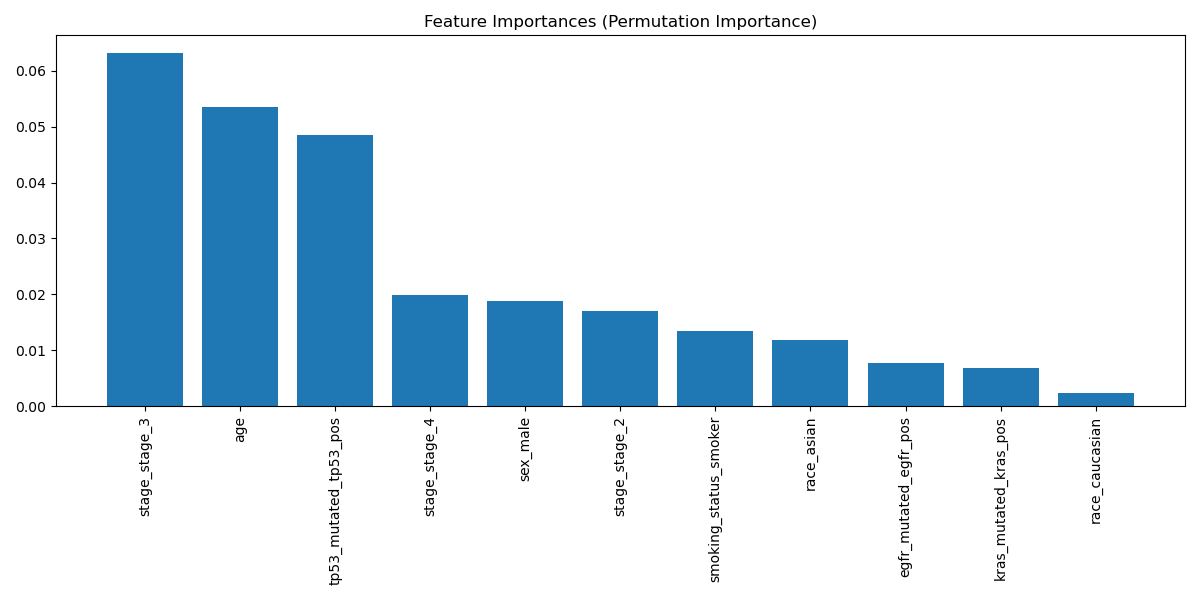 Feature Importances (Permutation Importance)
0.06
0.05
0.04
0.03
0.02
0.01
0.00
stage_stage_3
age
tp53_mutated_tp53_pos
stage_stage_4
sex_male
stage_stage_2
smoking_status_smoker
race_asian
egfr_mutated_egfr_pos
kras_mutated_kras_pos
race_caucasian